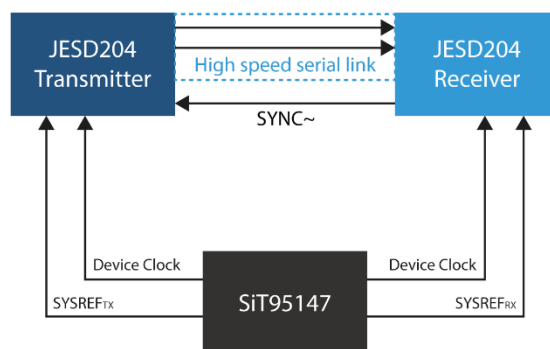 JESD204
Transmitter
High speed serial link
JESD204
Receiver
SYNC~
Device Clock
Device Clock
SYSREFTX
SiT95147
SYSREFRX